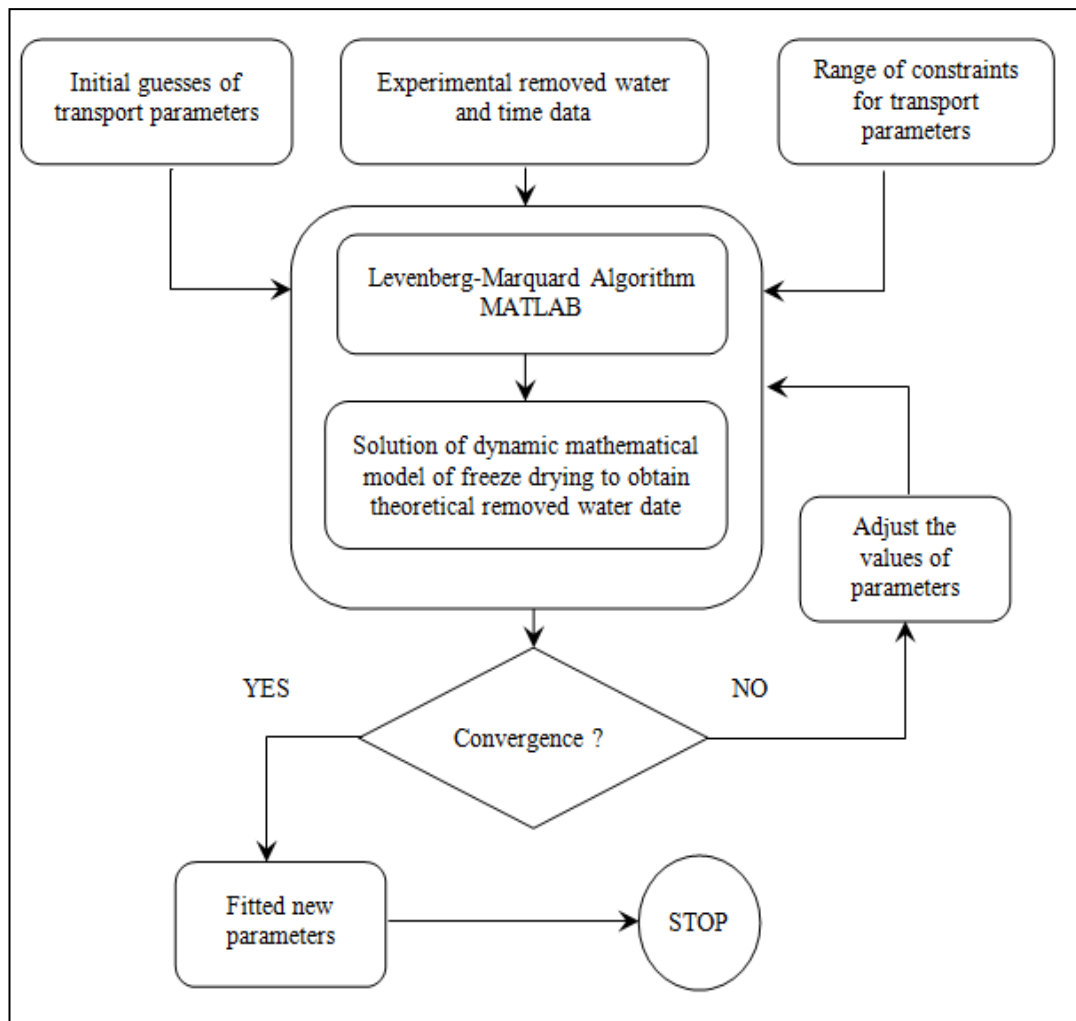 Initial guesses of
transport parameters
Experimental removed water
and time data
Range of constraints
for transport
parameters
Levenberg-Marquard Algorithm
MATLAB
Solution of dynamic mathematical
model of freeze drying to obtain
theoretical removed water date
Adjust the
values of
parameters
YES
NO
Convergence ?
Fitted new
parameters
STOP